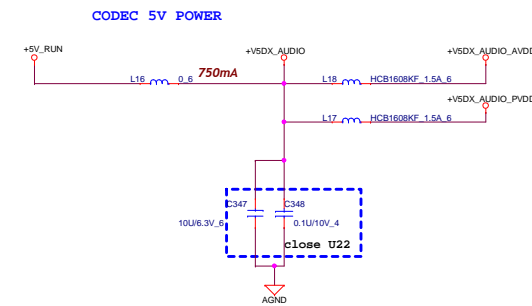 CODEC 5V POWER
+5V_RUN
+V5DX_AUDIO
+V5DX_AUDIO_AVDD
L16
0_6
750mA
L18
HCB1608KF_1.5A_6
+V5DX_AUDIO_PVDD
L17
HCB1608KF_1.5A_6
C347
C348
10U/6.3V_6
0.1U/10V_4
close U22
AGND